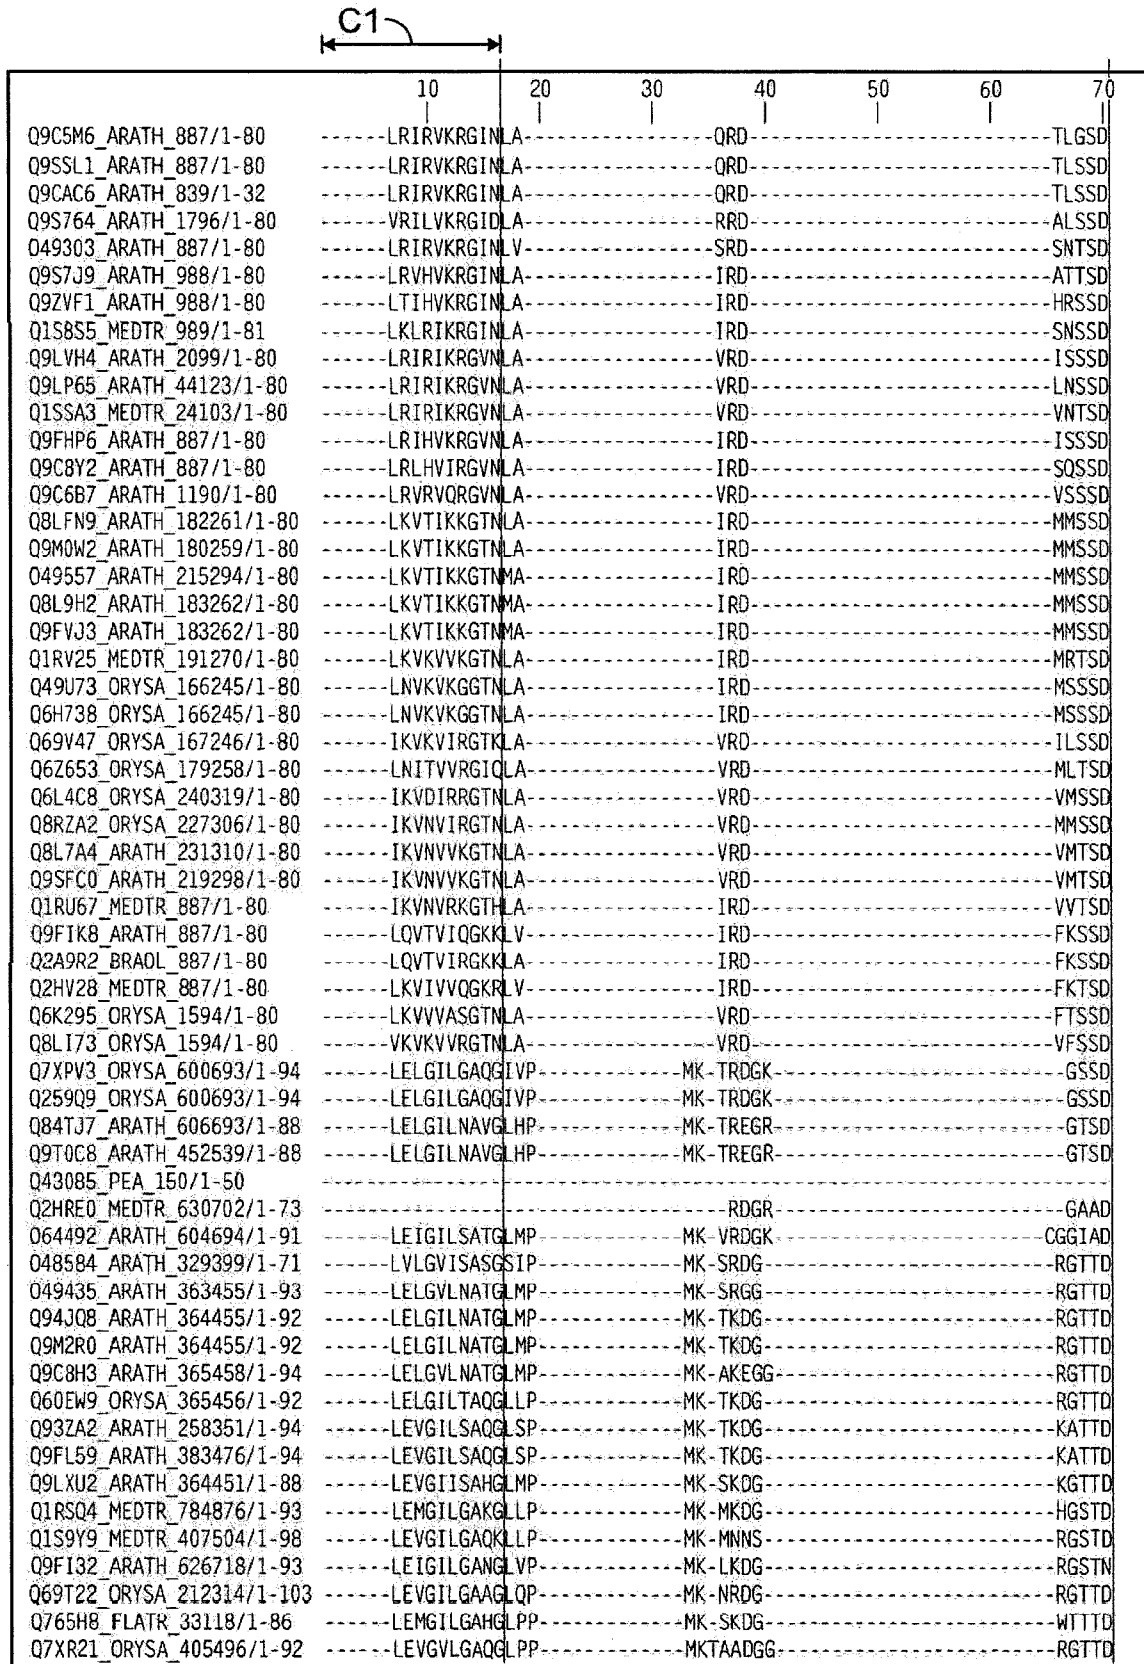 C1
10 20 30 40 50 60 70
Q9C5M6_ARATH_887/1-80 ------LRIRVKRGINLA-----------------QRD---------------------------TLGSD
Q9SSL1_ARATH_887/1-80 ------LRIRVKRGINLA-----------------QRD---------------------------TLSSD
Q9CAC6_ARATH_839/1-32 ------LRIRVKRGINLA-----------------QRD---------------------------TLSSD
Q9S764_ARATH_1796/1-80 ------VRILVKRGIDLA-----------------RRD---------------------------ALSSD
O49303_ARATH_887/1-80 ------LRIRVKRGINLV-----------------SRD---------------------------SNTSD
Q9S7J9_ARATH_988/1-80 ------LRVHVKRGINLA-----------------IRD---------------------------ATTSD
Q9ZVF1_ARATH_988/1-80 ------LTIHVKRGINLA-----------------IRD---------------------------HRSSD
Q1S8S5_MEDTR_989/1-81 ------LKLRIKRGINLA-----------------IRD---------------------------SNSSD
Q9LVH4_ARATH_2099/1-80 ------LRIRIKRGVNLA-----------------VRD---------------------------ISSSD
Q9LP65_ARATH_44123/1-80 ------LRIRIKRGVNLA-----------------VRD---------------------------LNSSD
Q1SSA3_MEDTR_24103/1-80 ------LRIRIKRGVNLA-----------------VRD---------------------------VNTSD
Q9FHP6_ARATH_887/1-80 ------LRIHVKRGVNLA-----------------IRD---------------------------ISSSD
Q9C8Y2_ARATH_887/1-80 ------LRLHVIRGVNLA-----------------IRD---------------------------SQSSD
Q9C6B7_ARATH_1190/1-80 ------LRVRVQRGVNLA-----------------VRD---------------------------VSSSD
Q8LFN9_ARATH_182261/1-80 ------LKVTIKKGTNLA-----------------IRD---------------------------MMSSD
Q9M0W2_ARATH_180259/1-80 ------LKVTIKKGTNLA-----------------IRD---------------------------MMSSD
O49557_ARATH_215294/1-80 ------LKVTIKKGTNMA-----------------IRD---------------------------MMSSD
Q8L9H2_ARATH_183262/1-80 ------LKVTIKKGTNMA-----------------IRD---------------------------MMSSD
Q9FVJ3_ARATH_183262/1-80 ------LKVTIKKGTNMA-----------------IRD---------------------------MMSSD
Q1RV25_MEDTR_191270/1-80 ------LKVKVVKGTNLA-----------------IRD---------------------------MRTSD
Q49U73_ORYSA_166245/1-80 ------LNVKVKGGTNLA-----------------IRD---------------------------MSSSD
Q6H738_ORYSA_166245/1-80 ------LNVKVKGGTNLA-----------------IRD---------------------------MSSSD
Q69V47_ORYSA_167246/1-80 ------IKVKVIRGTKLA-----------------VRD---------------------------ILSSD
Q6Z653_ORYSA_179258/1-80 ------LNITVVRGIQLA-----------------VRD---------------------------MLTSD
Q6L4C8_ORYSA_240319/1-80 ------IKVDIRRGTNLA-----------------VRD---------------------------VMSSD
Q8RZA2_ORYSA_227306/1-80 ------IKVNVIRGTNLA-----------------VRD---------------------------MMSSD
Q8L7A4_ARATH_231310/1-80 ------IKVNVVKGTNLA-----------------VRD---------------------------VMTSD
Q9SFC0_ARATH_219298/1-80 ------IKVNVVKGTNLA-----------------VRD---------------------------VMTSD
Q1RU67_MEDTR_887/1-80 ------IKVNVRKGTHLA-----------------IRD---------------------------VVTSD
Q9FIK8_ARATH_887/1-80 ------LQVTVIQGKKLV-----------------IRD---------------------------FKSSD
Q2A9R2_BRAOL_887/1-80 ------LQVTVIRGKKLA-----------------IRD---------------------------FKSSD
Q2HV28_MEDTR_887/1-80 ------LKVIVVQGKRLV-----------------IRD---------------------------FKTSD
Q6K295_ORYSA_1594/1-80 ------LKVVVASGTNLA-----------------VRD---------------------------FTSSD
Q8LI73_ORYSA_1594/1-80 ------VKVKVVRGTNLA-----------------VRD---------------------------VFSSD
Q7XPV3_ORYSA_600693/1-94 ------LELGILGAQGIVP-------------MK-TRDGK--------------------------GSSD
Q259Q9_ORYSA_600693/1-94 ------LELGILGAQGIVP-------------MK-TRDGK--------------------------GSSD
Q84TJ7_ARATH_606693/1-88 ------LELGILNAVGLHP-------------MK-TREGR--------------------------GTSD
Q9T0C8_ARATH_452539/1-88 ------LELGILNAVGLHP-------------MK-TREGR--------------------------GTSD
Q43085_PEA_150/1-50 ----------------------------------------------------------------------
Q2HRE0_MEDTR_630702/1-73 ------------------------------------RDGR--------------------------GAAD
O64492_ARATH_604694/1-91 ------LEIGILSATGLMP-------------MK-VRDGK------------------------CGGIAD
O48584_ARATH_329399/1-71 ------LVLGVISASGSIP-------------MK-SRDG--------------------------RGTTD
O49435_ARATH_363455/1-93 ------LELGVLNATGLMP-------------MK-SRGG--------------------------RGTTD
Q94JQ8_ARATH_364455/1-92 ------LELGILNATGLMP-------------MK-TKDG--------------------------RGTTD
Q9M2R0_ARATH_364455/1-92 ------LELGILNATGLMP-------------MK-TKDG--------------------------RGTTD
Q9C8H3_ARATH_365458/1-94 ------LELGVLNATGLMP-------------MK-AKEGG-------------------------RGTTD
Q60EW9_ORYSA_365456/1-92 ------LELGILTAQGLLP-------------MK-TKDG--------------------------RGTTD
Q93ZA2_ARATH_258351/1-94 ------LEVGILSAQGLSP-------------MK-TKDG--------------------------KATTD
Q9FL59_ARATH_383476/1-94 ------LEVGILSAQGLSP-------------MK-TKDG--------------------------KATTD
Q9LXU2_ARATH_364451/1-88 ------LEVGIISAHGLMP-------------MK-SKDG--------------------------KGTTD
Q1RSQ4_MEDTR_784876/1-93 ------LEMGILGAKGLLP-------------MK-MKDG--------------------------HGSTD
Q1S9Y9_MEDTR_407504/1-98 ------LEVGILGAQKLLP-------------MK-MNNS--------------------------RGSTD
Q9FI32_ARATH_626718/1-93 ------LEIGILGANGLVP-------------MK-LKDG--------------------------RGSTN
Q69T22_ORYSA_212314/1-103 ------LEVGILGAAGLQP-------------MK-NRDG--------------------------RGTTD
Q765H8_FLATR_33118/1-86 ------LEMGILGAHGLPP-------------MK-SKDG--------------------------WTTTD
Q7XR21_ORYSA_405496/1-92 ------LEVGVLGAQGLPP-------------MKTAADGG-------------------------RGTTD